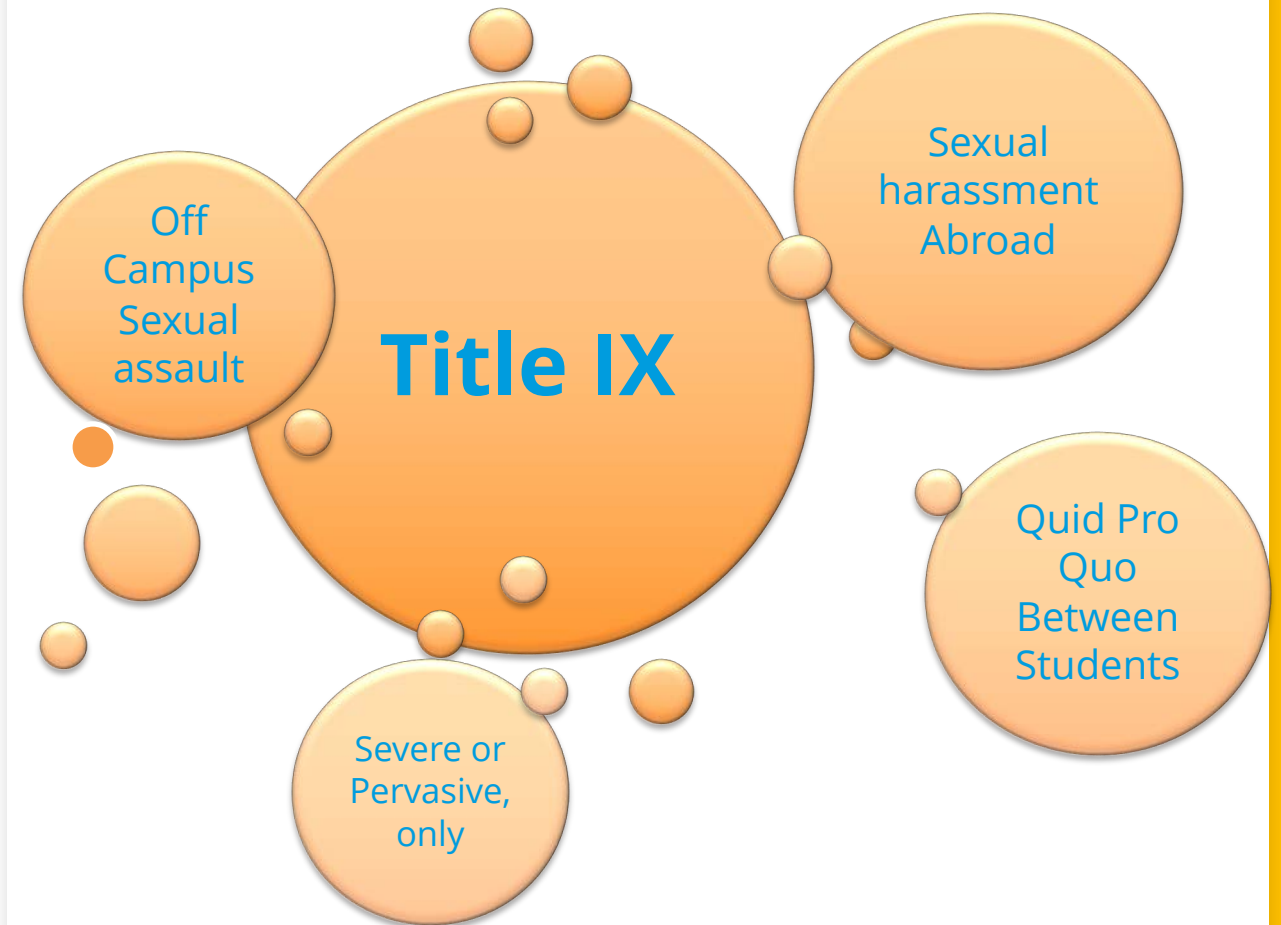 Title IX
Off
Campus
Sexual
assault
Sexual
harassment
Abroad
Quid Pro
Quo
Between
Students
Severe or
Pervasive,
only